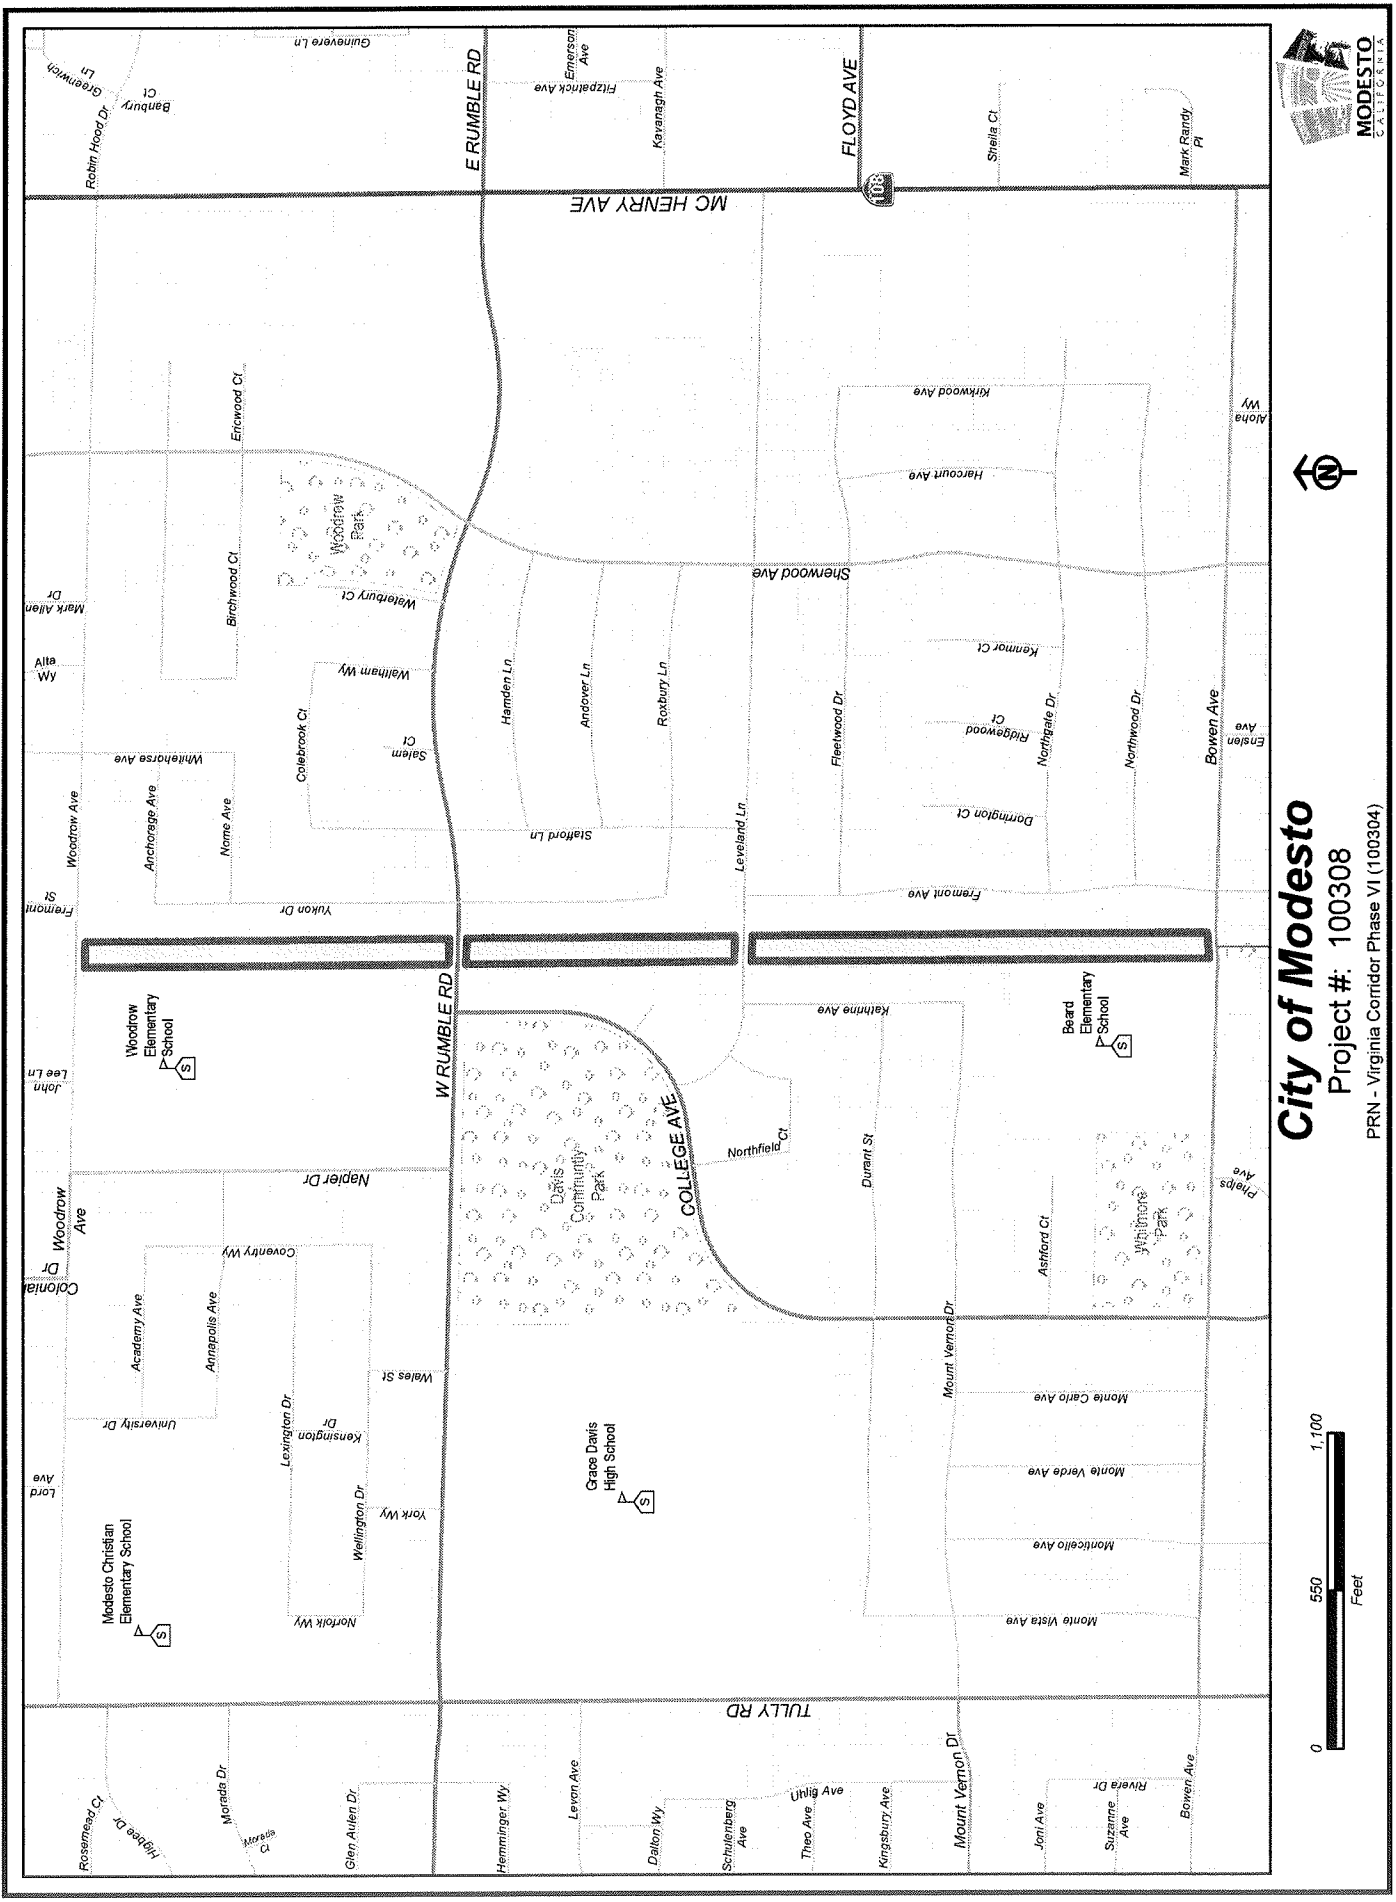 Guinevere Ln
Greenwich
Ln
Banbury
Ct
Robin Hood Dr
E RUMBLE RD
Emerson
Ave
Fitzpatrick Ave
Kavanagh Ave
FLOYD AVE
Sheila Ct
Mark Randy
Pl
MC HENRY AVE
108
Ericwood Ct
Birchwood Ct
Woodrow
Park
Waterbury Ct
Mark Allen
Dr
Alta
Wy
Waltham Wy
Colebrook Ct
Salem
Ct
Whitehorse Ave
Woodrow Ave
Anchorage Ave
Nome Ave
Fremont
St
Yukon Dr
Hamden Ln
Andover Ln
Roxbury Ln
Stafford Ln
Leveland Ln
Sherwood Ave
Kirkwood Ave
Harcourt Ave
Aloha
Wy
Kenmor Ct
Ridgewood
Ct
Dorrington Ct
Fleetwood Dr
Northgate Dr
Northwood Dr
Bowen Ave
Enslen
Ave
Fremont Ave
Woodrow
Elementary
School
S
John
Lee Ln
W RUMBLE RD
Napier Dr
Woodrow
Ave
Colonial
Dr
Coventry Wy
Academy Ave
Annapolis Ave
University Dr
Lexington Dr
Kensington
Dr
Wales St
York Wy
Wellington Dr
Norfolk Wy
Lord
Ave
Modesto Christian
Elementary School
S
Davis
Community
Park
COLLEGE AVE
Northfield
Ct
Kathrine Ave
Durant St
Beard
Elementary
School
S
Whitmore
Park
Phelps
Ave
Ashford Ct
Mount Vernon Dr
Grace Davis
High School
S
Monte Carlo Ave
Monte Verde Ave
Monticello Ave
Monte Vista Ave
TULLY RD
Rosemead Ct
Higbee Dr
Morada Dr
Morada
Ct
Glen Aulen Dr
Hemminger Wy
Levon Ave
Dalton Wy
Schulenberg
Ave
Uhlig Ave
Theo Ave
Kingsbury Ave
Mount Vernon Dr
Joni Ave
Rivera Dr
Suzanne
Ave
Bowen Ave
City of Modesto
Project #: 100308
PRN - Virginia Corridor Phase VI (100304)
N
0 550 1,100
Feet
MODESTO
CALIFORNIA